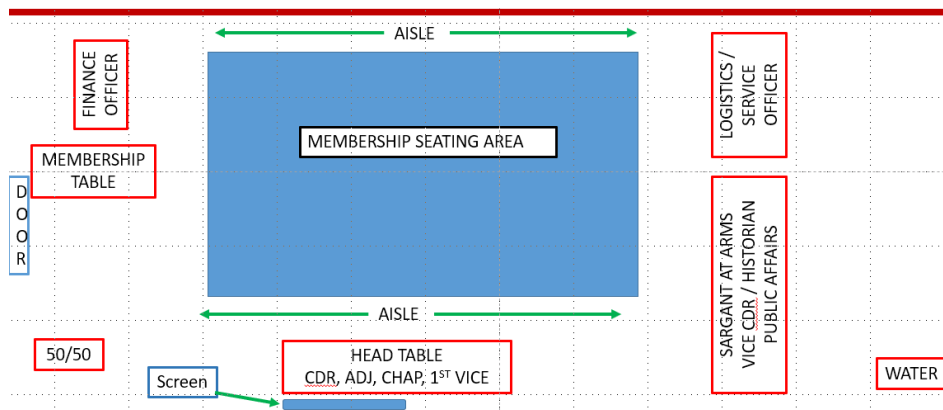 AISLE
FINANCE
OFFICER
LOGISTICS /
SERVICE
OFFICER
MEMBERSHIP SEATING AREA
MEMBERSHIP
TABLE
DOOR
SARGANT AT ARMS
VICE CDR / HISTORIAN
PUBLIC AFFAIRS
AISLE
50/50
HEAD TABLE
CDR, ADJ, CHAP, 1ST VICE
Screen
WATER